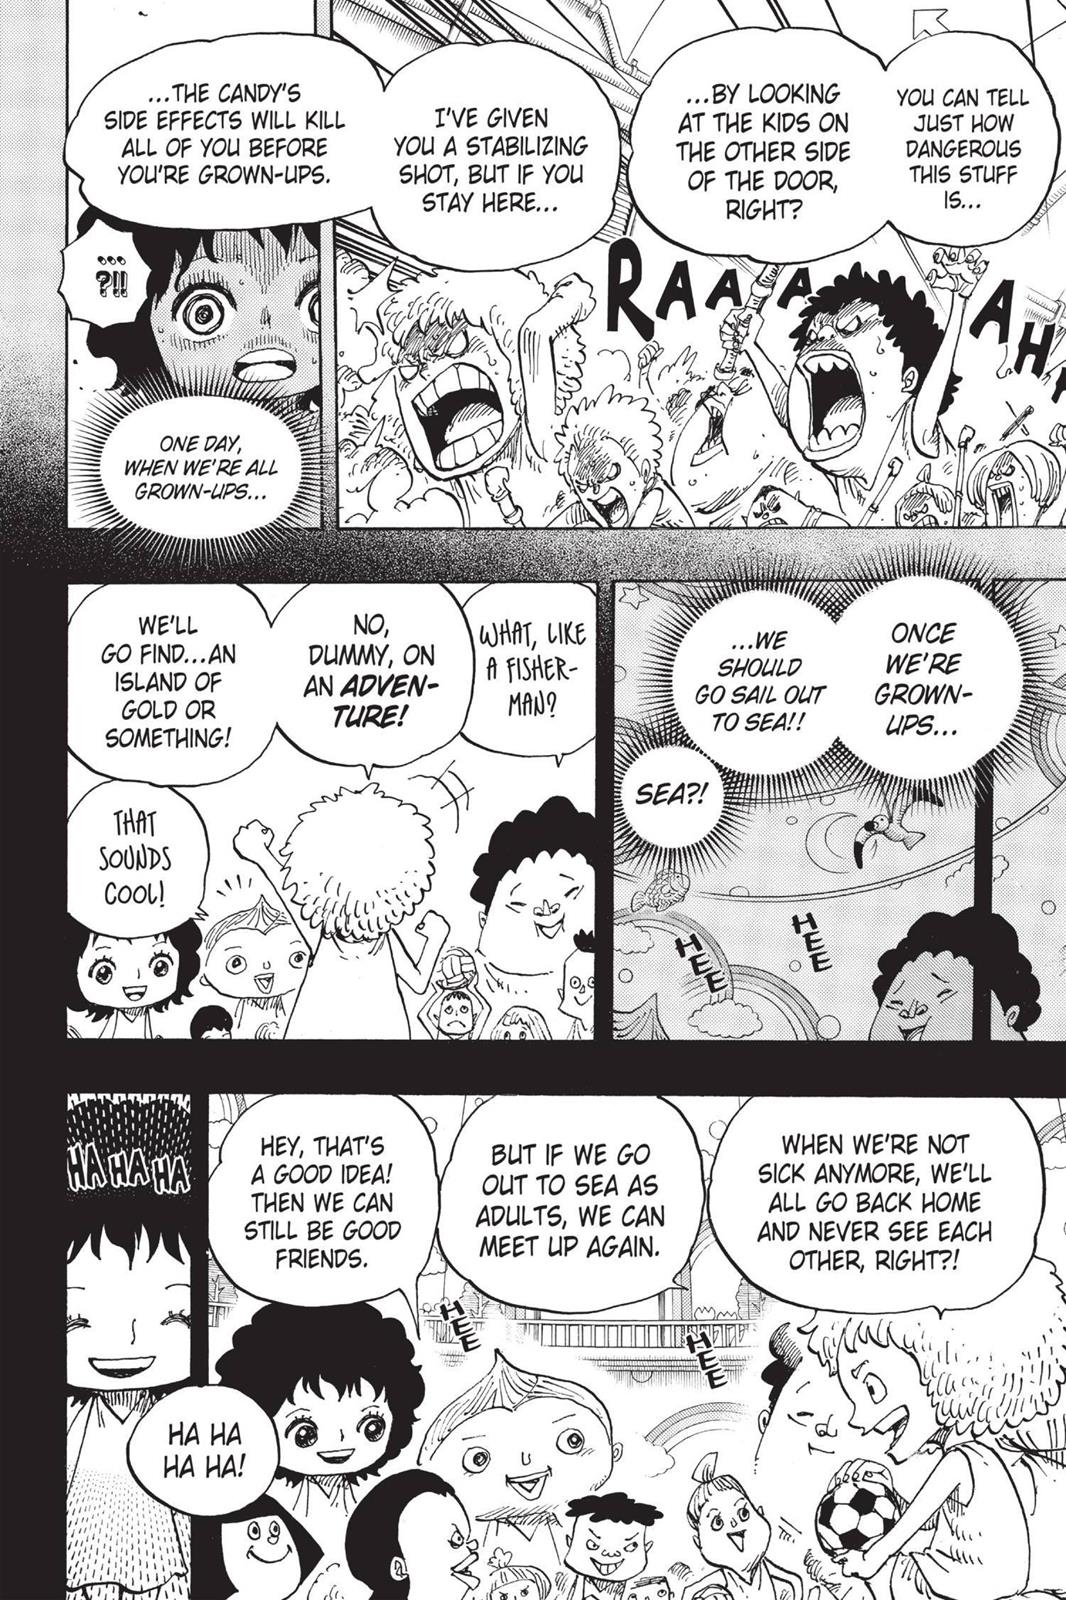 YOU CAN TELL
JUST HOW
DANGEROUS
THIS STUFF
IS...
...BY LOOKING
AT THE KIDS ON
THE OTHER SIDE
OF THE DOOR,
RIGHT?
I'VE GIVEN
YOU A STABILIZING
SHOT, BUT IF YOU
STAY HERE...
...THE CANDY'S
SIDE EFFECTS WILL KILL
ALL OF YOU BEFORE
YOU'RE GROWN-UPS.
RAAAAAHH
...
?!!
ONE DAY,
WHEN WE'RE ALL
GROWN-UPS...
ONCE
WE'RE
GROWN-
UPS...
...WE
SHOULD
GO SAIL OUT
TO SEA!!
SEA?!
HEE
HEE
WHAT, LIKE
A FISHER-
MAN?
NO,
DUMMY, ON
AN ADVEN-
TURE!
WE'LL
GO FIND...AN
ISLAND OF
GOLD OR
SOMETHING!
THAT
SOUNDS
COOL!
WHEN WE'RE NOT
SICK ANYMORE, WE'LL
ALL GO BACK HOME
AND NEVER SEE EACH
OTHER, RIGHT?!
BUT IF WE GO
OUT TO SEA AS
ADULTS, WE CAN
MEET UP AGAIN.
HEY, THAT'S
A GOOD IDEA!
THEN WE CAN
STILL BE GOOD
FRIENDS.
HEE
HEE
HEE
HEE
HA HA HA
HA HA
HA HA!